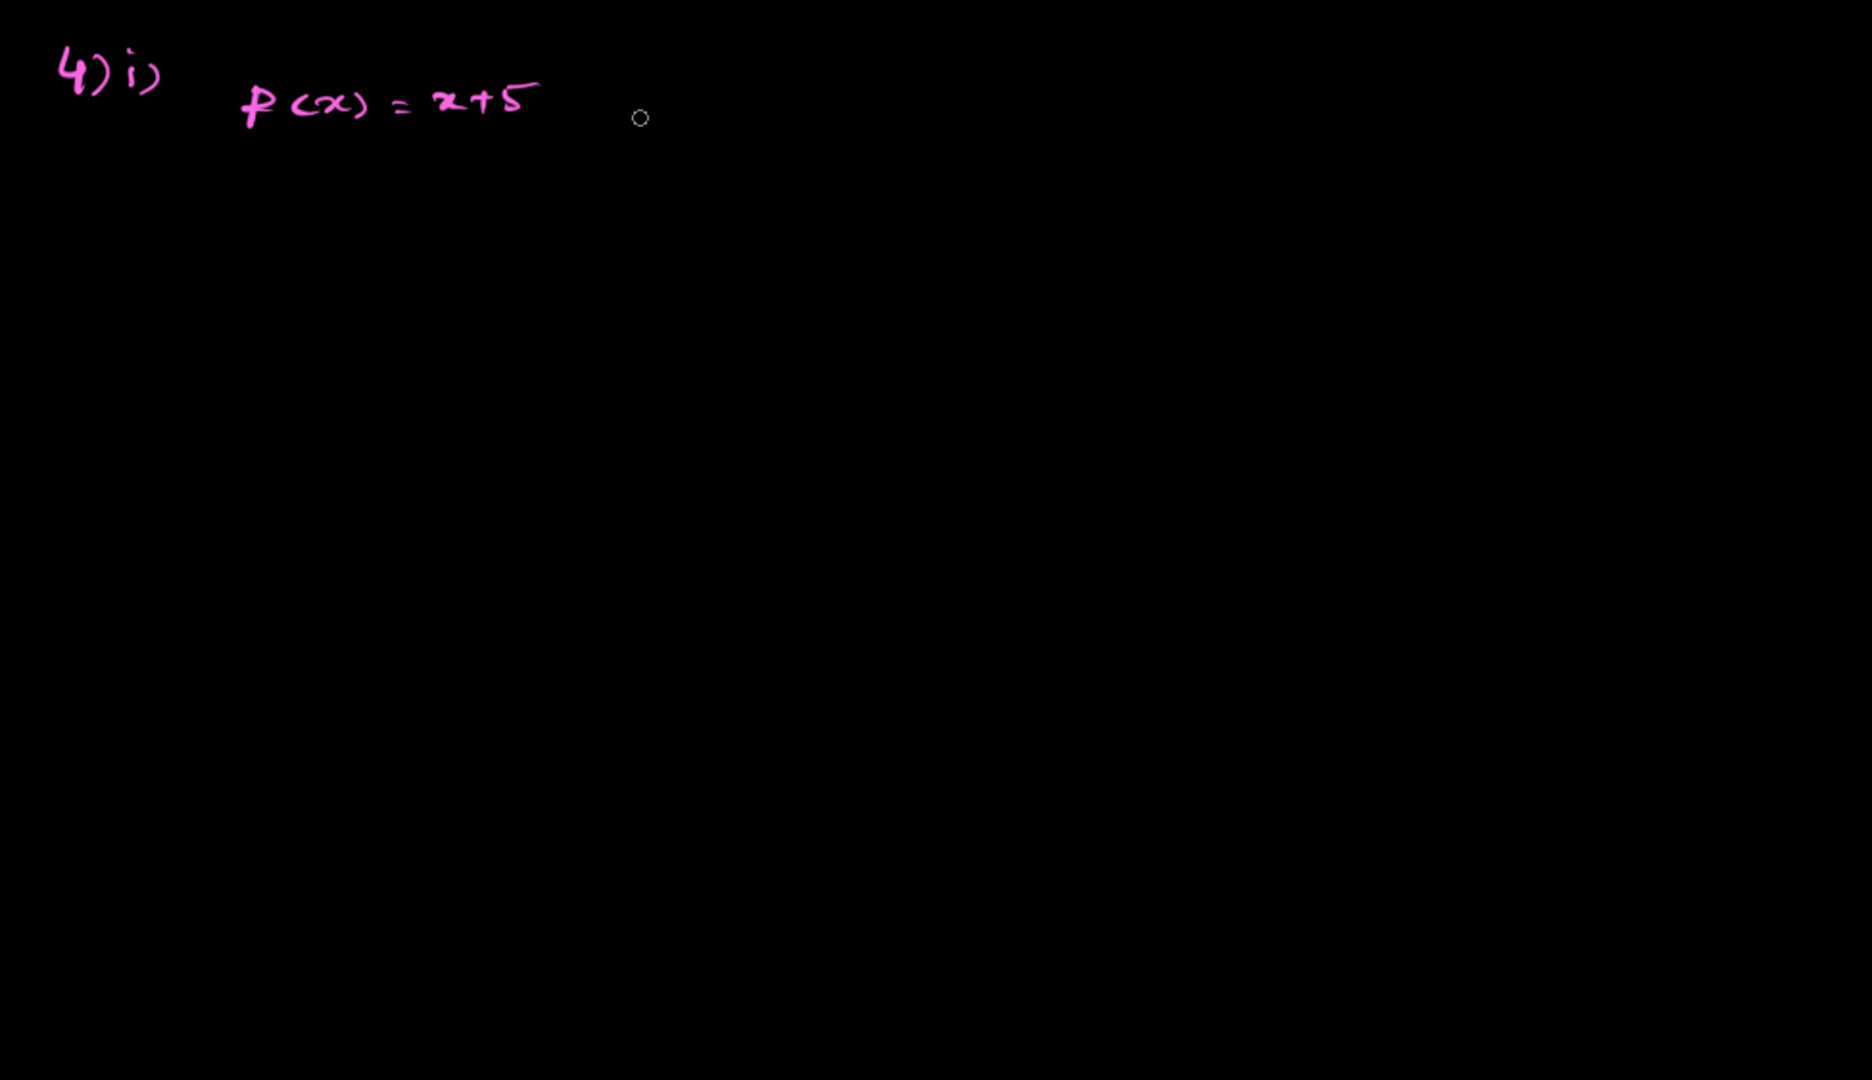 4) i)
p(x) = x+5